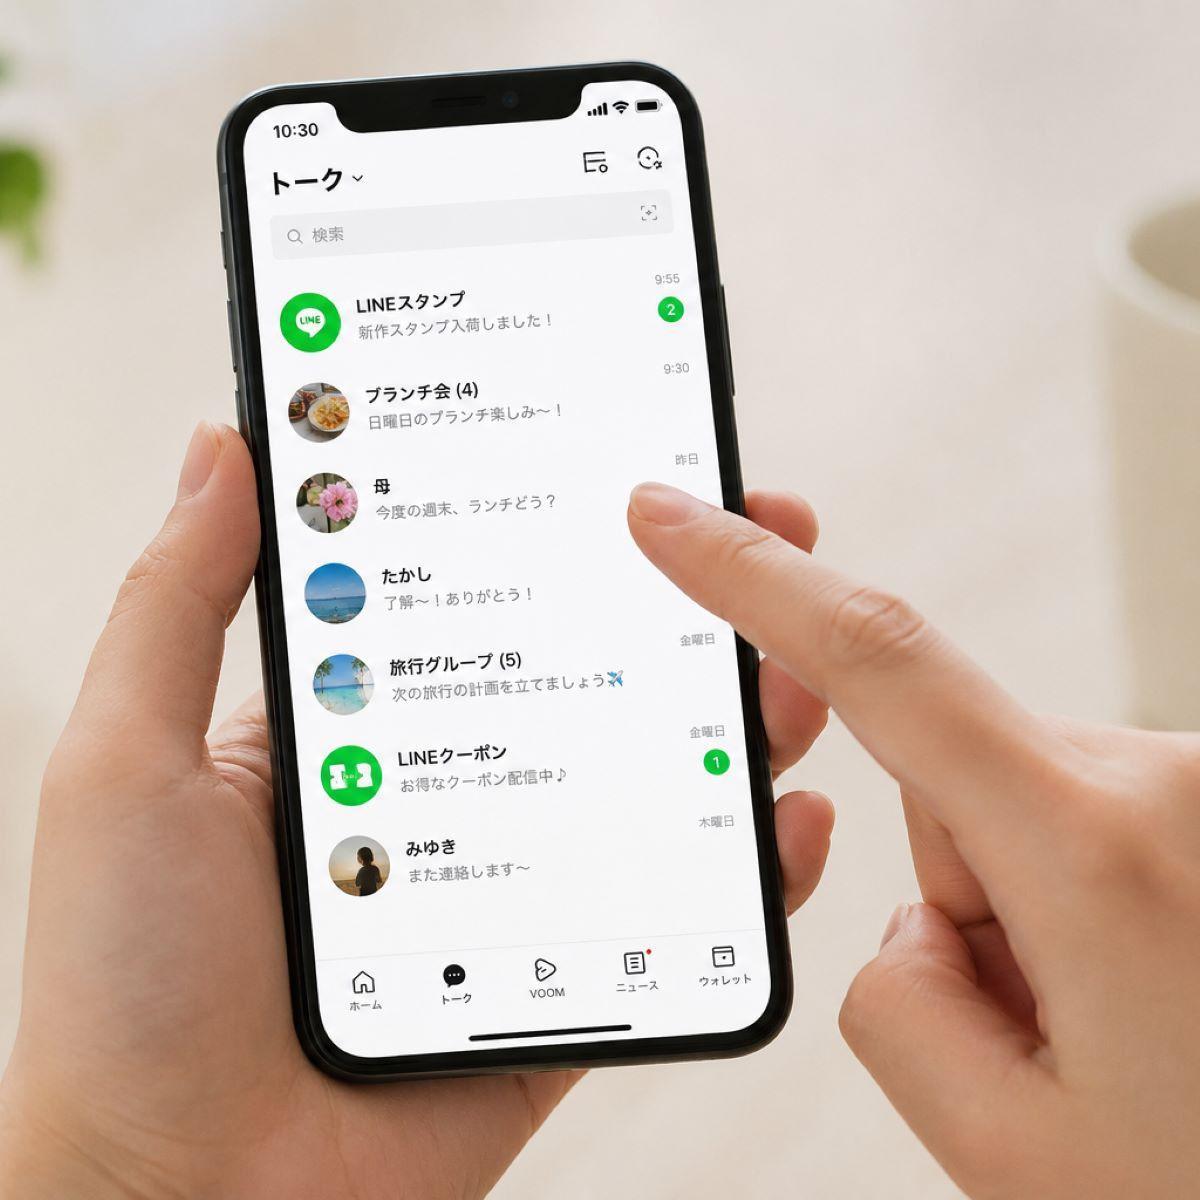 10:30
トーク
検索
LINE
LINEスタンプ
新作スタンプ入荷しました！
9:55
2
ブランチ会 (4)
日曜日のブランチ楽しみ〜！
9:30
母
今度の週末、ランチどう？
昨日
たかし
了解〜！ありがとう！
旅行グループ (5)
次の旅行の計画を立てましょう✈️
金曜日
LINEクーポン
お得なクーポン配信中♪
金曜日
1
みゆき
また連絡します〜
木曜日
ホーム
トーク
VOOM
ニュース
ウォレット